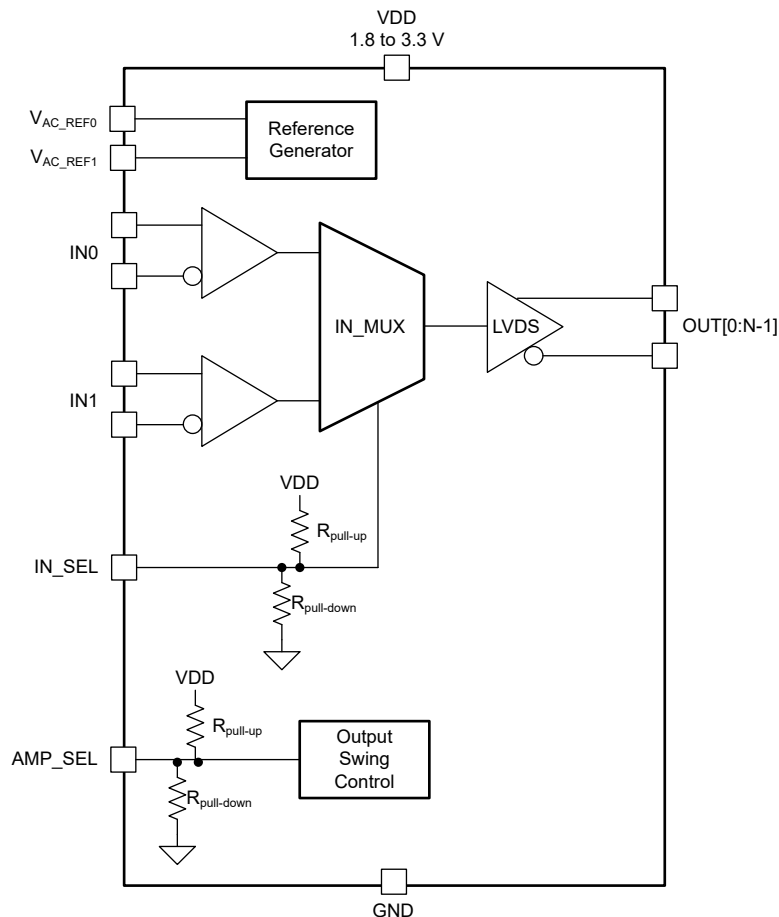 VDD
1.8 to 3.3 V
VAC_REF0
Reference
Generator
VAC_REF1
IN0
IN_MUX
LVDS
OUT[0:N-1]
IN1
VDD
Rpull-up
IN_SEL
Rpull-down
VDD
Rpull-up
AMP_SEL
Output
Swing
Control
Rpull-down
GND